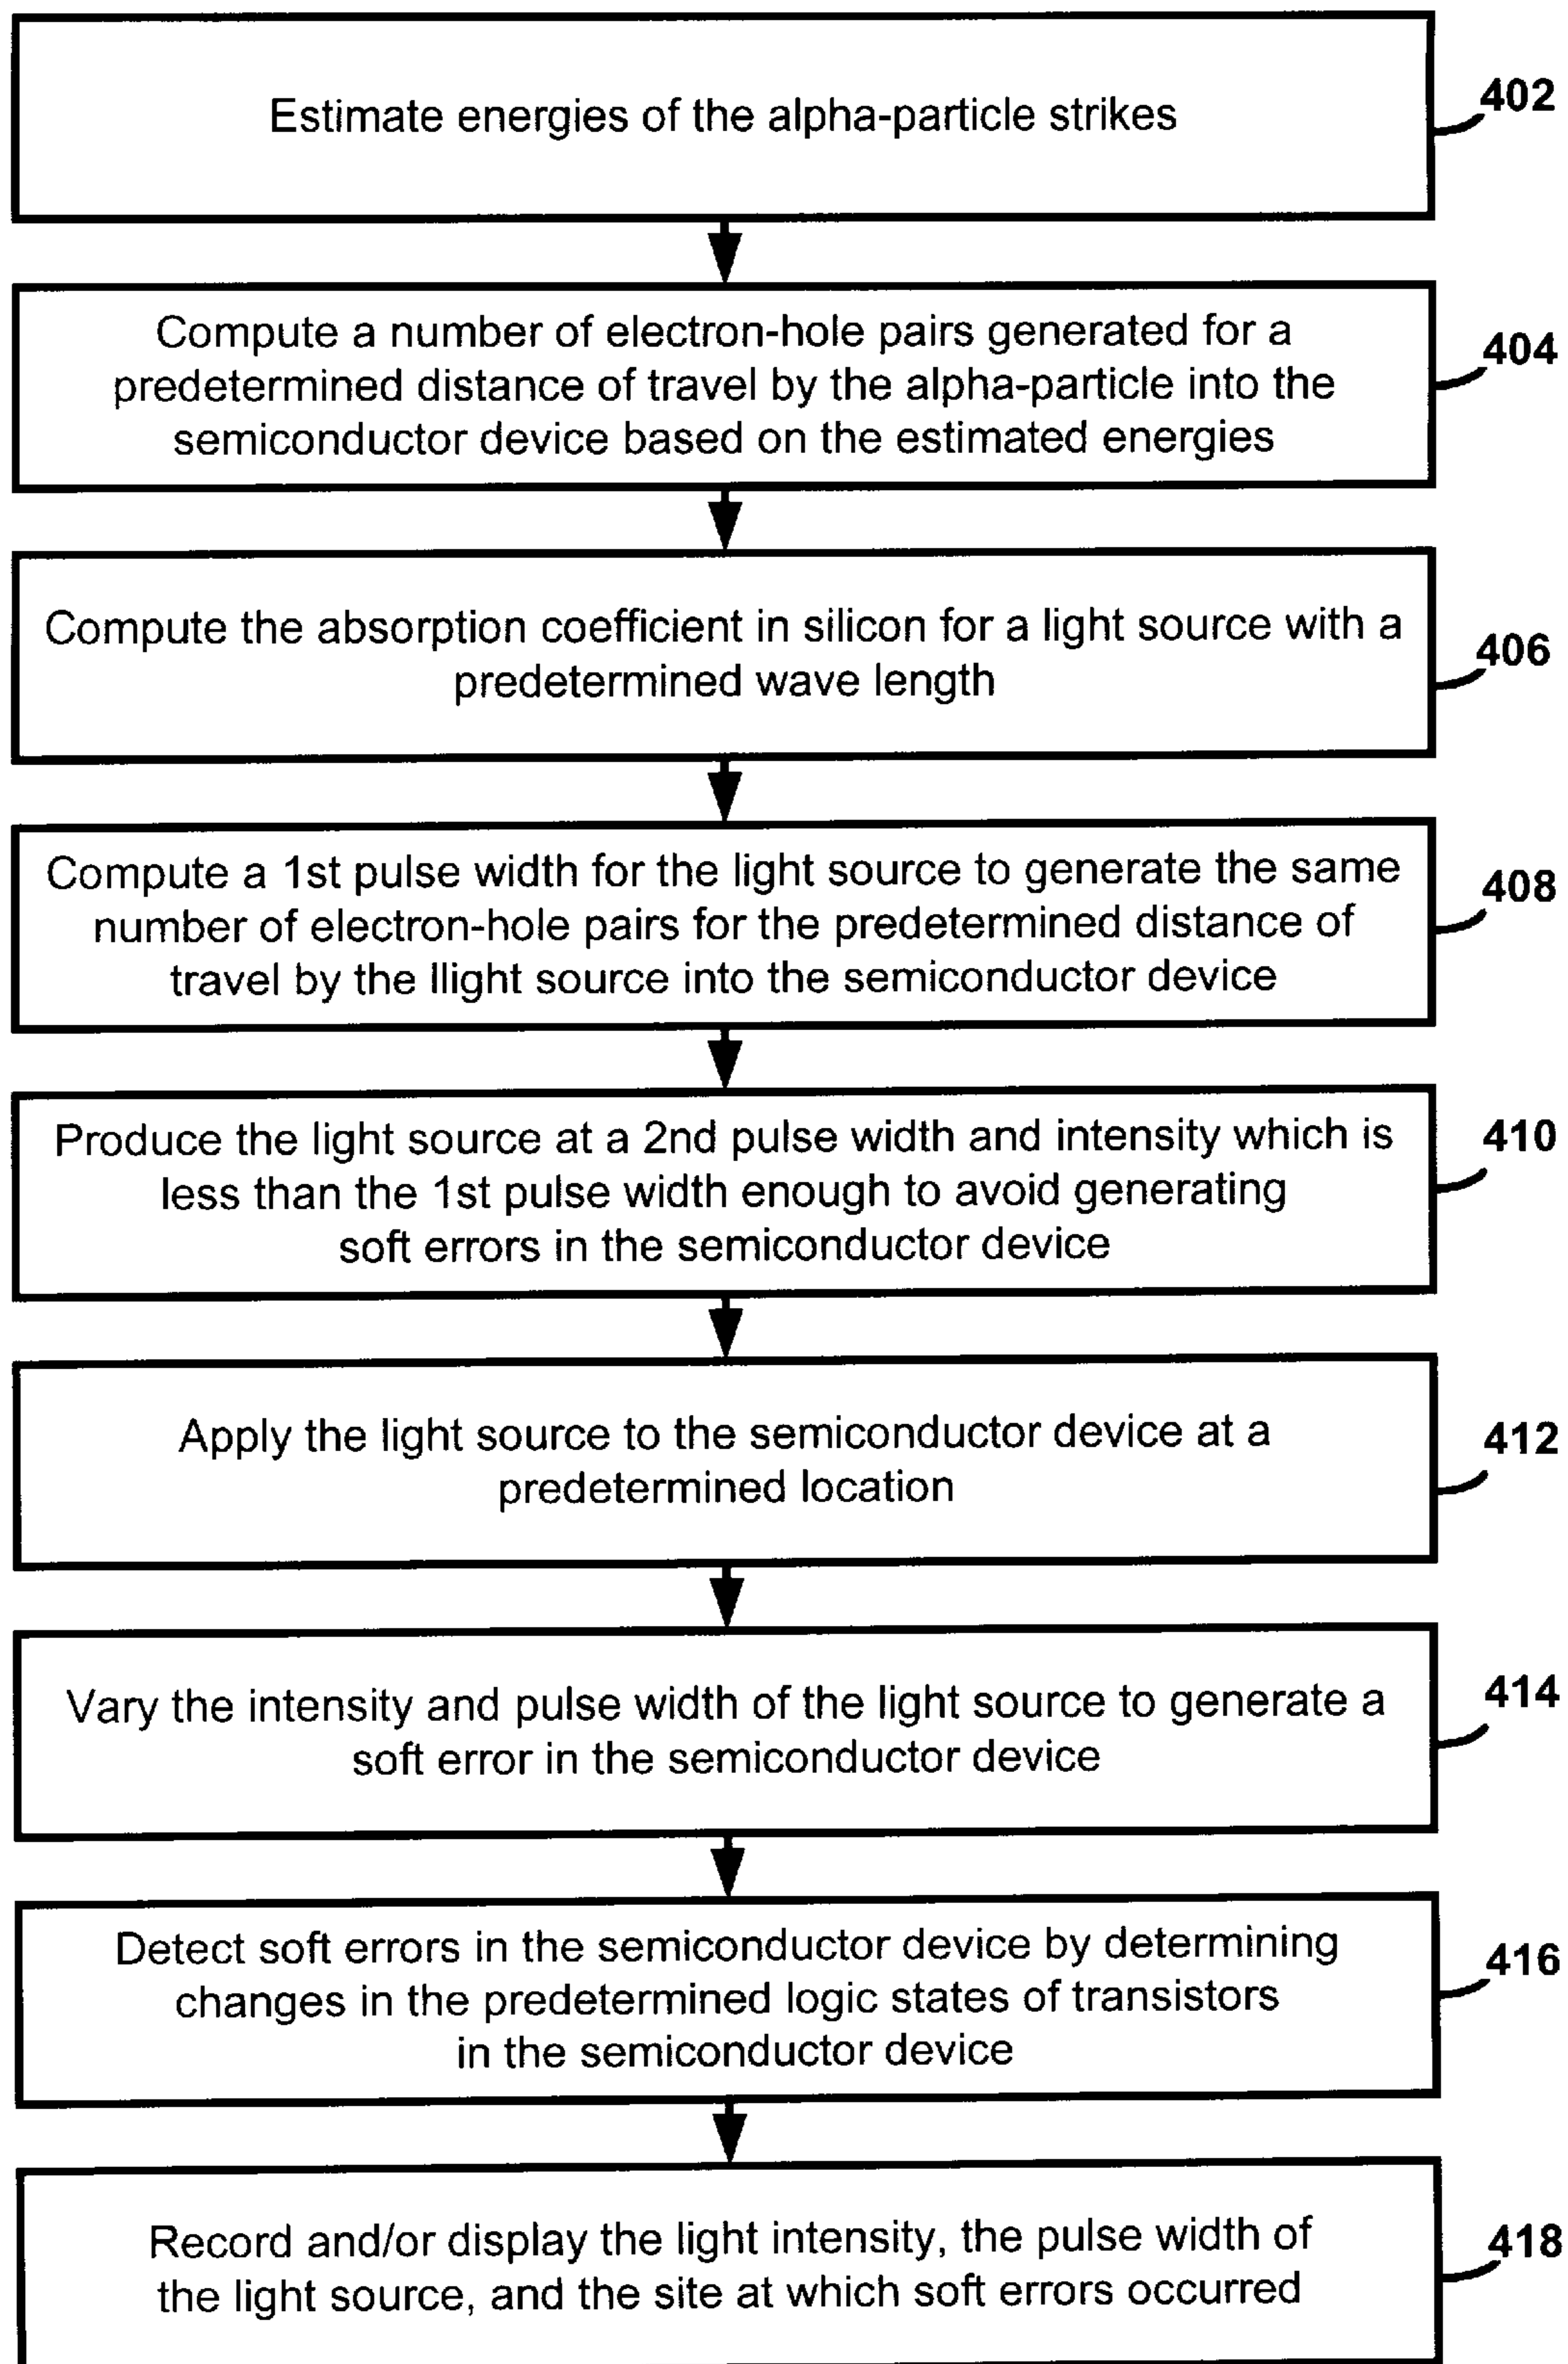 Estimate energies of the alpha-particle strikes
402
Compute a number of electron-hole pairs generated for a
predetermined distance of travel by the alpha-particle into the
semiconductor device based on the estimated energies
404
Compute the absorption coefficient in silicon for a light source with a
predetermined wave length
406
Compute a 1st pulse width for the light source to generate the same
number of electron-hole pairs for the predetermined distance of
travel by the llight source into the semiconductor device
408
Produce the light source at a 2nd pulse width and intensity which is
less than the 1st pulse width enough to avoid generating
soft errors in the semiconductor device
410
Apply the light source to the semiconductor device at a
predetermined location
412
Vary the intensity and pulse width of the light source to generate a
soft error in the semiconductor device
414
Detect soft errors in the semiconductor device by determining
changes in the predetermined logic states of transistors
in the semiconductor device
416
Record and/or display the light intensity, the pulse width of
the light source, and the site at which soft errors occurred
418